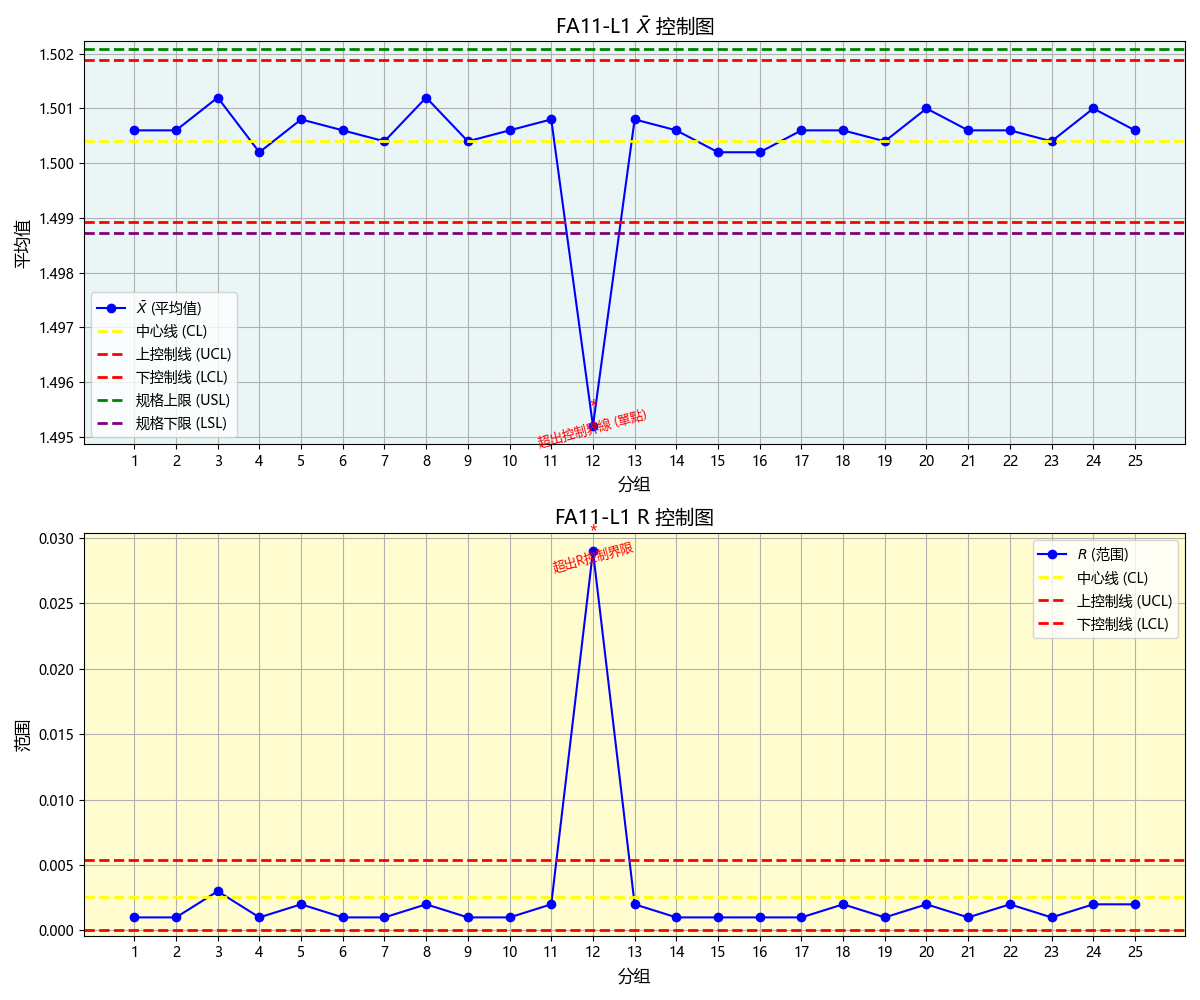 FA11-L1 X̄ 控制图
平均值
1.502
1.501
1.500
1.499
1.498
1.497
1.496
1.495
X̄ (平均值)
中心线 (CL)
上控制线 (UCL)
下控制线 (LCL)
规格上限 (USL)
规格下限 (LSL)
*
超出控制界線 (單點)
1 2 3 4 5 6 7 8 9 10 11 12 13 14 15 16 17 18 19 20 21 22 23 24 25
分组
FA11-L1 R 控制图
范围
0.030
0.025
0.020
0.015
0.010
0.005
0.000
*
超出R控制界限
R (范围)
中心线 (CL)
上控制线 (UCL)
下控制线 (LCL)
1 2 3 4 5 6 7 8 9 10 11 12 13 14 15 16 17 18 19 20 21 22 23 24 25
分组